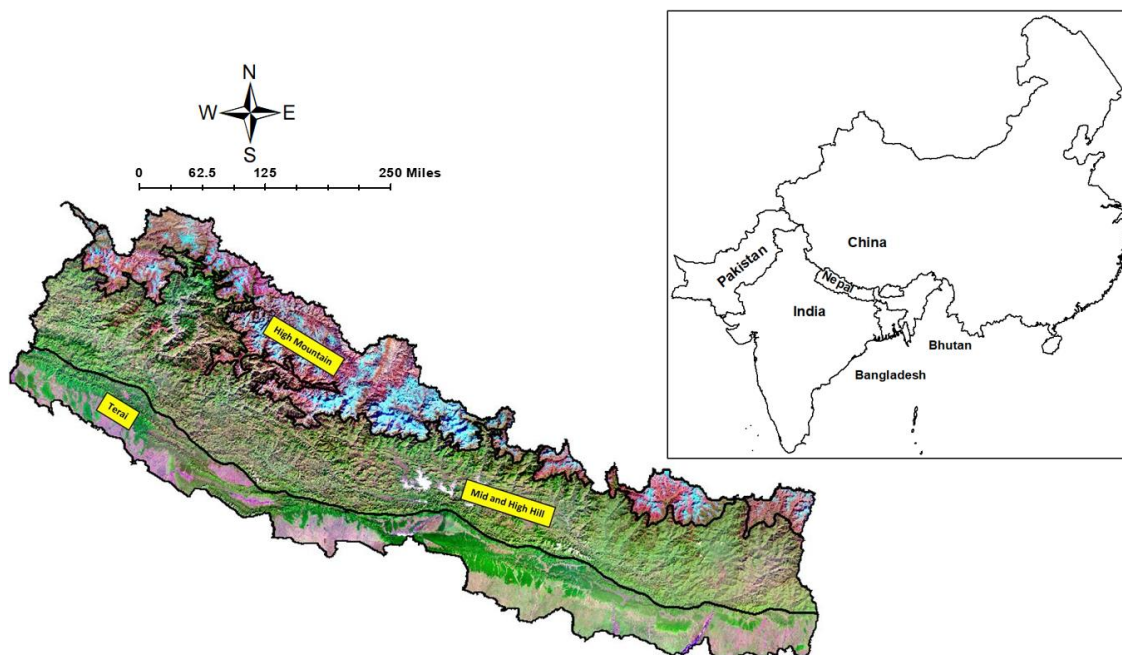 N
W E
S
0 62.5 125 250 Miles
High Mountain
Terai
Mid and High Hill
China
Pakistan
Nepal
India
Bhutan
Bangladesh